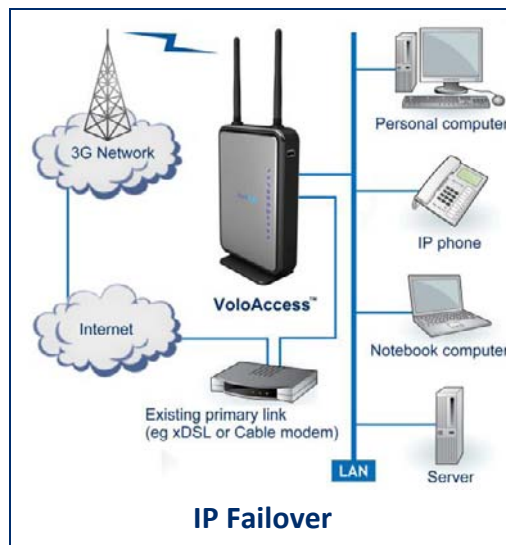 3G Network
Personal computer
IP phone
VoloAccess™
Internet
Notebook computer
Existing primary link
(eg xDSL or Cable modem)
LAN
Server
IP Failover